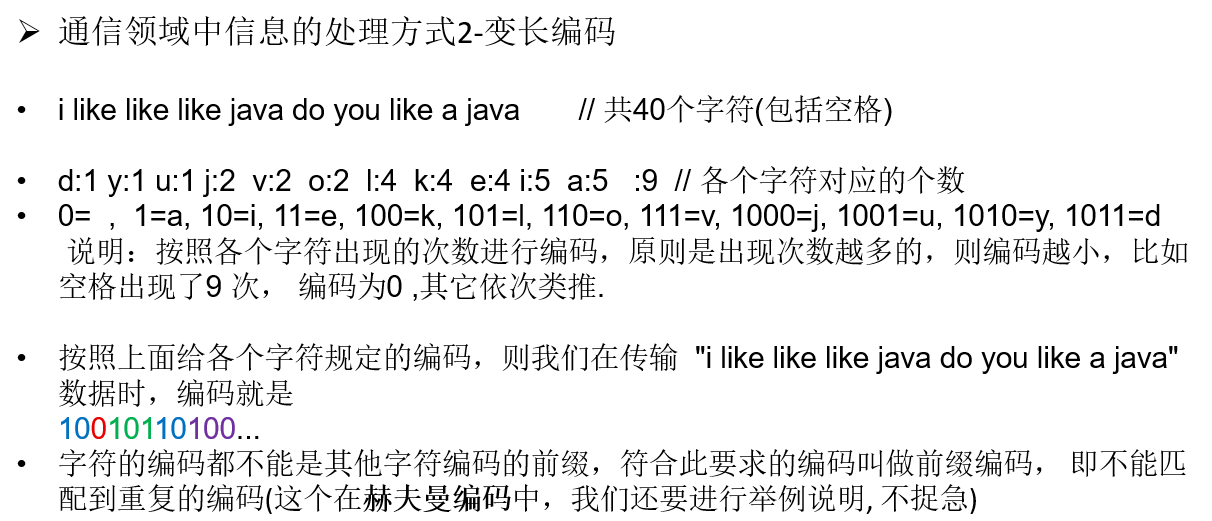 ➢ 通信领域中信息的处理方式2-变长编码
• i like like like java do you like a java // 共40个字符(包括空格)
• d:1 y:1 u:1 j:2 v:2 o:2 l:4 k:4 e:4 i:5 a:5 :9 // 各个字符对应的个数
• 0= , 1=a, 10=i, 11=e, 100=k, 101=l, 110=o, 111=v, 1000=j, 1001=u, 1010=y, 1011=d
说明：按照各个字符出现的次数进行编码，原则是出现次数越多的，则编码越小，比如
空格出现了9 次， 编码为0 ,其它依次类推.
• 按照上面给各个字符规定的编码，则我们在传输 "i like like like java do you like a java"
数据时，编码就是
10010110100...
• 字符的编码都不能是其他字符编码的前缀，符合此要求的编码叫做前缀编码， 即不能匹
配到重复的编码(这个在赫夫曼编码中，我们还要进行举例说明, 不捉急)